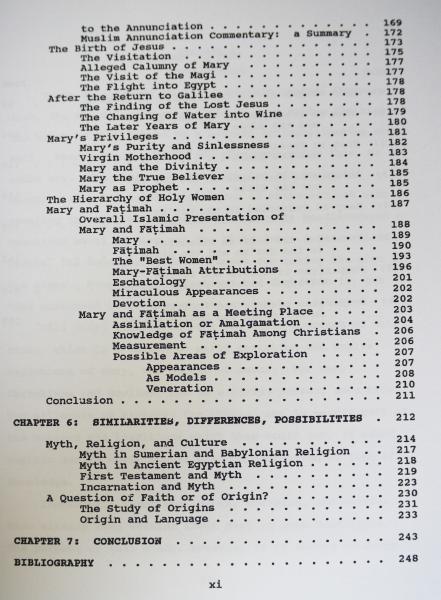 to the Annunciation . . . . . . . . . . . . . . 169
Muslim Annunciation Commentary: a Summary . 172
The Birth of Jesus . . . . . . . . . . . . . . . . 173
The Visitation . . . . . . . . . . . . . . . . 175
Alleged Calumny of Mary . . . . . . . . . . . 177
The Visit of the Magi . . . . . . . . . . . . 177
The Flight into Egypt . . . . . . . . . . . . 178
After the Return to Galilee . . . . . . . . . . . 178
The Finding of the Lost Jesus . . . . . . . . 178
The Changing of Water into Wine . . . . . . . 179
The Later Years of Mary . . . . . . . . . . . 180
Mary's Privileges . . . . . . . . . . . . . . . . 181
Mary's Purity and Sinlessness . . . . . . . . 182
Virgin Motherhood . . . . . . . . . . . . . . 183
Mary and the Divinity . . . . . . . . . . . . 184
Mary the True Believer . . . . . . . . . . . 185
Mary as Prophet . . . . . . . . . . . . . . . 185
The Hierarchy of Holy Women . . . . . . . . . . . 186
Mary and Fāṭimah . . . . . . . . . . . . . . . . 187
Overall Islamic Presentation of
Mary and Fāṭimah . . . . . . . . . . . . . . 188
Mary . . . . . . . . . . . . . . . . . . 189
Fāṭimah . . . . . . . . . . . . . . . . 190
The "Best Women" . . . . . . . . . . . . 193
Mary-Fāṭimah Attributions . . . . . . . 196
Eschatology . . . . . . . . . . . . . . 201
Miraculous Appearances . . . . . . . . . 202
Devotion . . . . . . . . . . . . . . . . 202
Mary and Fāṭimah as a Meeting Place . . . . . 203
Assimilation or Amalgamation . . . . . . 204
Knowledge of Fāṭimah Among Christians . 206
Measurement . . . . . . . . . . . . . . 206
Possible Areas of Exploration . . . . . 207
Appearances . . . . . . . . . . . . 207
As Models . . . . . . . . . . . . . 208
Veneration . . . . . . . . . . . . 210
Conclusion . . . . . . . . . . . . . . . . . . . . 211
CHAPTER 6: SIMILARITIES, DIFFERENCES, POSSIBILITIES . 212
Myth, Religion, and Culture . . . . . . . . . . . 214
Myth in Sumerian and Babylonian Religion . . 217
Myth in Ancient Egyptian Religion . . . . . . 218
First Testament and Myth . . . . . . . . . . 219
Incarnation and Myth . . . . . . . . . . . . 223
A Question of Faith or of Origin? . . . . . . . . 230
The Study of Origins . . . . . . . . . . . . 231
Origin and Language . . . . . . . . . . . . . 233
CHAPTER 7: CONCLUSION . . . . . . . . . . . . . . . . 243
BIBLIOGRAPHY . . . . . . . . . . . . . . . . . . . . . 248
xi